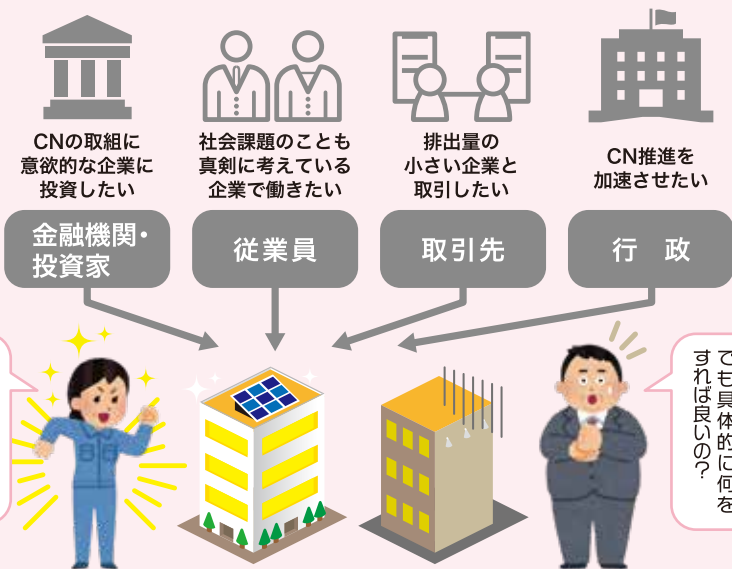 CNの取組に
意欲的な企業に
投資したい
社会課題のことも
真剣に考えている
企業で働きたい
排出量の
小さい企業と
取引したい
CN推進を
加速させたい
金融機関・
投資家
従業員
取引先
行 政
でも具体的に何を
すれば良いの？